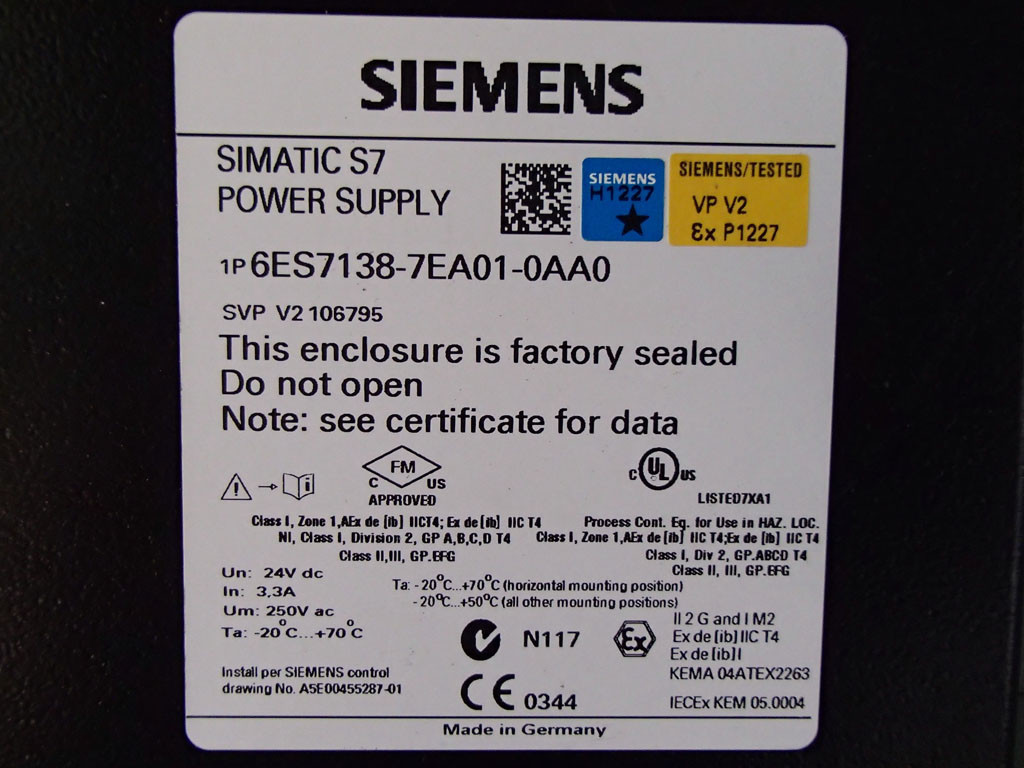 SIEMENS
SIMATIC S7
POWER SUPPLY
SIEMENS
H1227
SIEMENS/TESTED
VP V2
Ex P1227
1P 6ES7138-7EA01-0AA0
SVP V2 106795
This enclosure is factory sealed
Do not open
Note: see certificate for data
FM
C US
APPROVED
C UL US
LISTED 7XA1
Class I, Zone 1,AEx de [ib] IICT4; Ex de [ib] IIC T4
NI, Class I, Division 2, GP A,B,C,D T4
Class II,III, GP.EFG
Process Cont. Eq. for Use in HAZ. LOC.
Class I, Zone 1,AEx de [ib] IIC T4;Ex de [ib] IIC T4
Class I, Div 2, GP.ABCD T4
Class II, III, GP.EFG
Un: 24V dc
In: 3,3A
Um: 250V ac
Ta: -20°C...+70°C
Ta: -20°C...+70°C (horizontal mounting position)
-20°C...+50°C (all other mounting positions)
N117
Ex
II 2 G and I M2
Ex de [ib] IIC T4
Ex de [ib] I
KEMA 04ATEX2263
Install per SIEMENS control
drawing No. A5E00455287-01
CE 0344
IECEx KEM 05.0004
Made in Germany